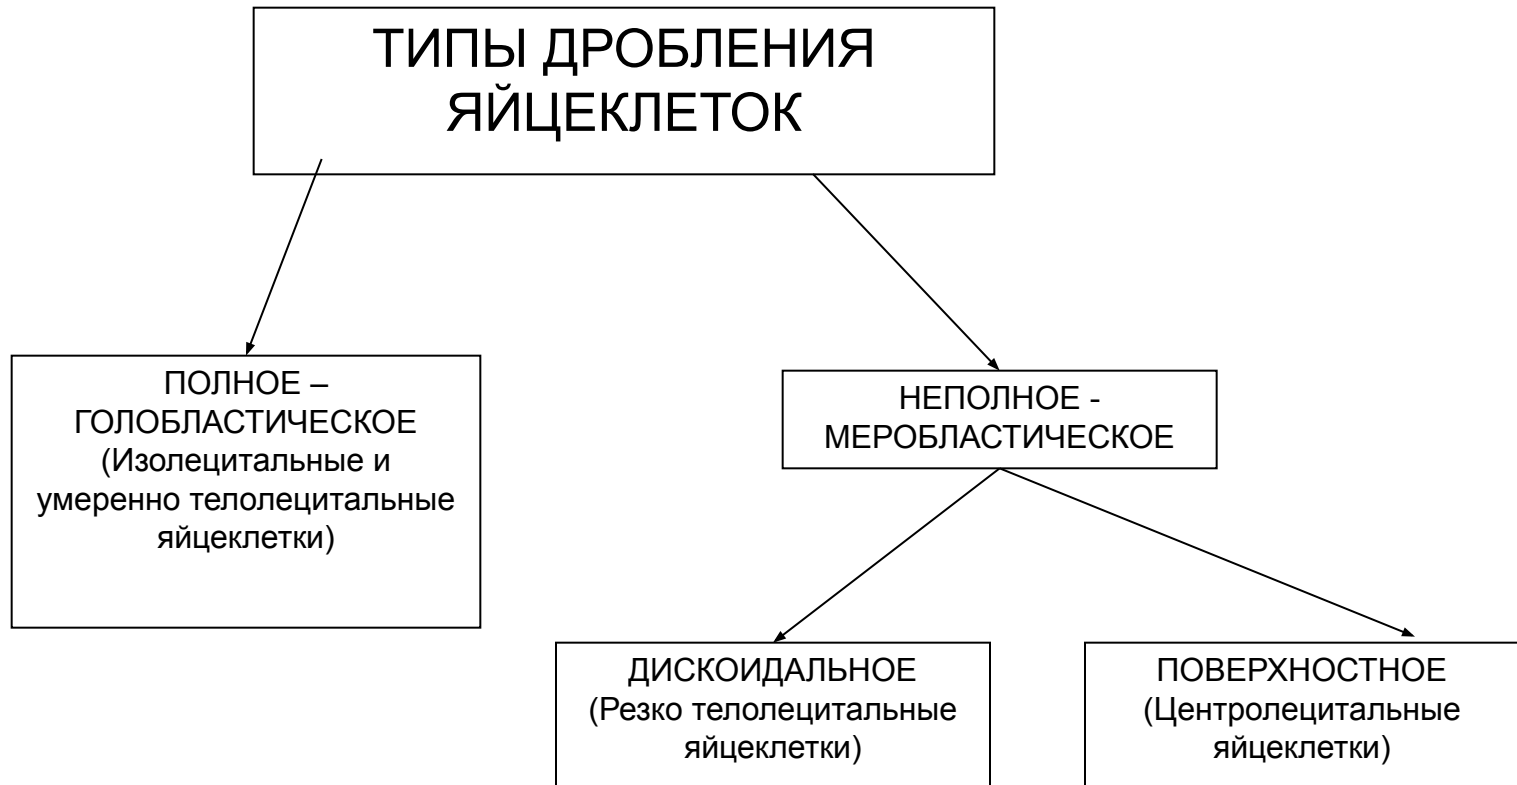 ТИПЫ ДРОБЛЕНИЯ
ЯЙЦЕКЛЕТОК
ПОЛНОЕ –
ГОЛОБЛАСТИЧЕСКОЕ
(Изолецитальные и
умеренно телолецитальные
яйцеклетки)
НЕПОЛНОЕ -
МЕРОБЛАСТИЧЕСКОЕ
ДИСКОИДАЛЬНОЕ
(Резко телолецитальные
яйцеклетки)
ПОВЕРХНОСТНОЕ
(Центролецитальные
яйцеклетки)